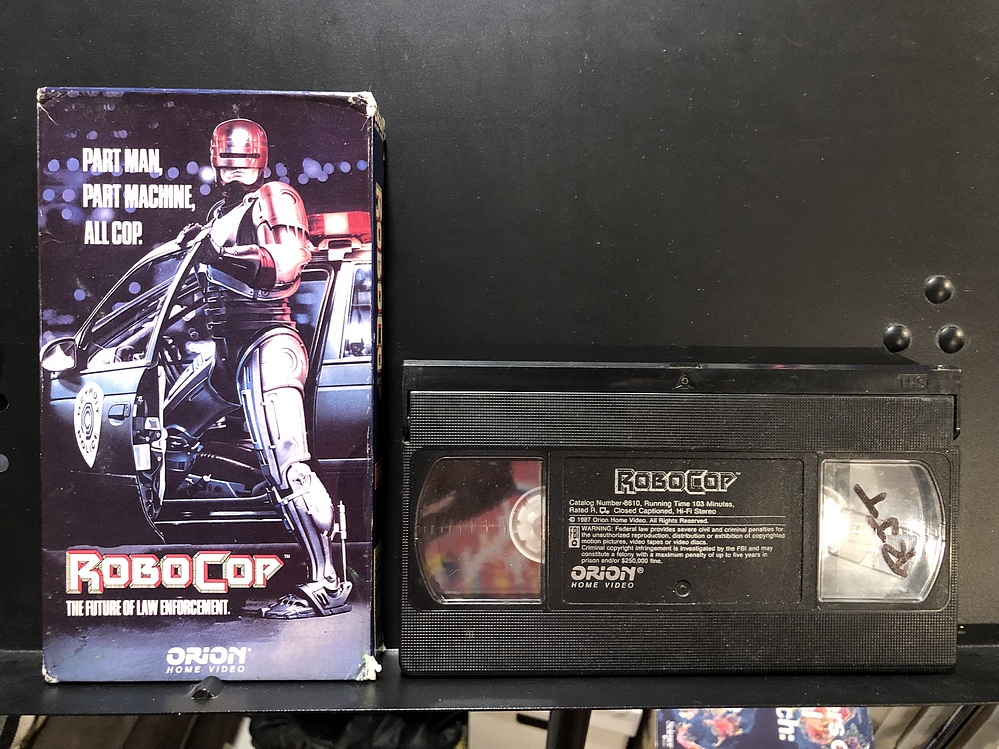 PART MAN,
PART MACHINE,
ALL COP.
ROBOCOP™
THE FUTURE OF LAW ENFORCEMENT.
ORION®
HOME VIDEO
VHS
ROBOCOP™
Catalog Number-8610, Running Time 103 Minutes,
Rated R, Closed Captioned, Hi-Fi Stereo
© 1987 Orion Home Video. All Rights Reserved.
WARNING: Federal law provides severe civil and criminal penalties for
the unauthorized reproduction, distribution or exhibition of copyrighted
motion pictures, video tapes or video discs.
Criminal copyright infringement is investigated by the FBI and may
constitute a felony with a maximum penalty of up to five years in
prison and/or $250,000 fine.
ORION®
HOME VIDEO